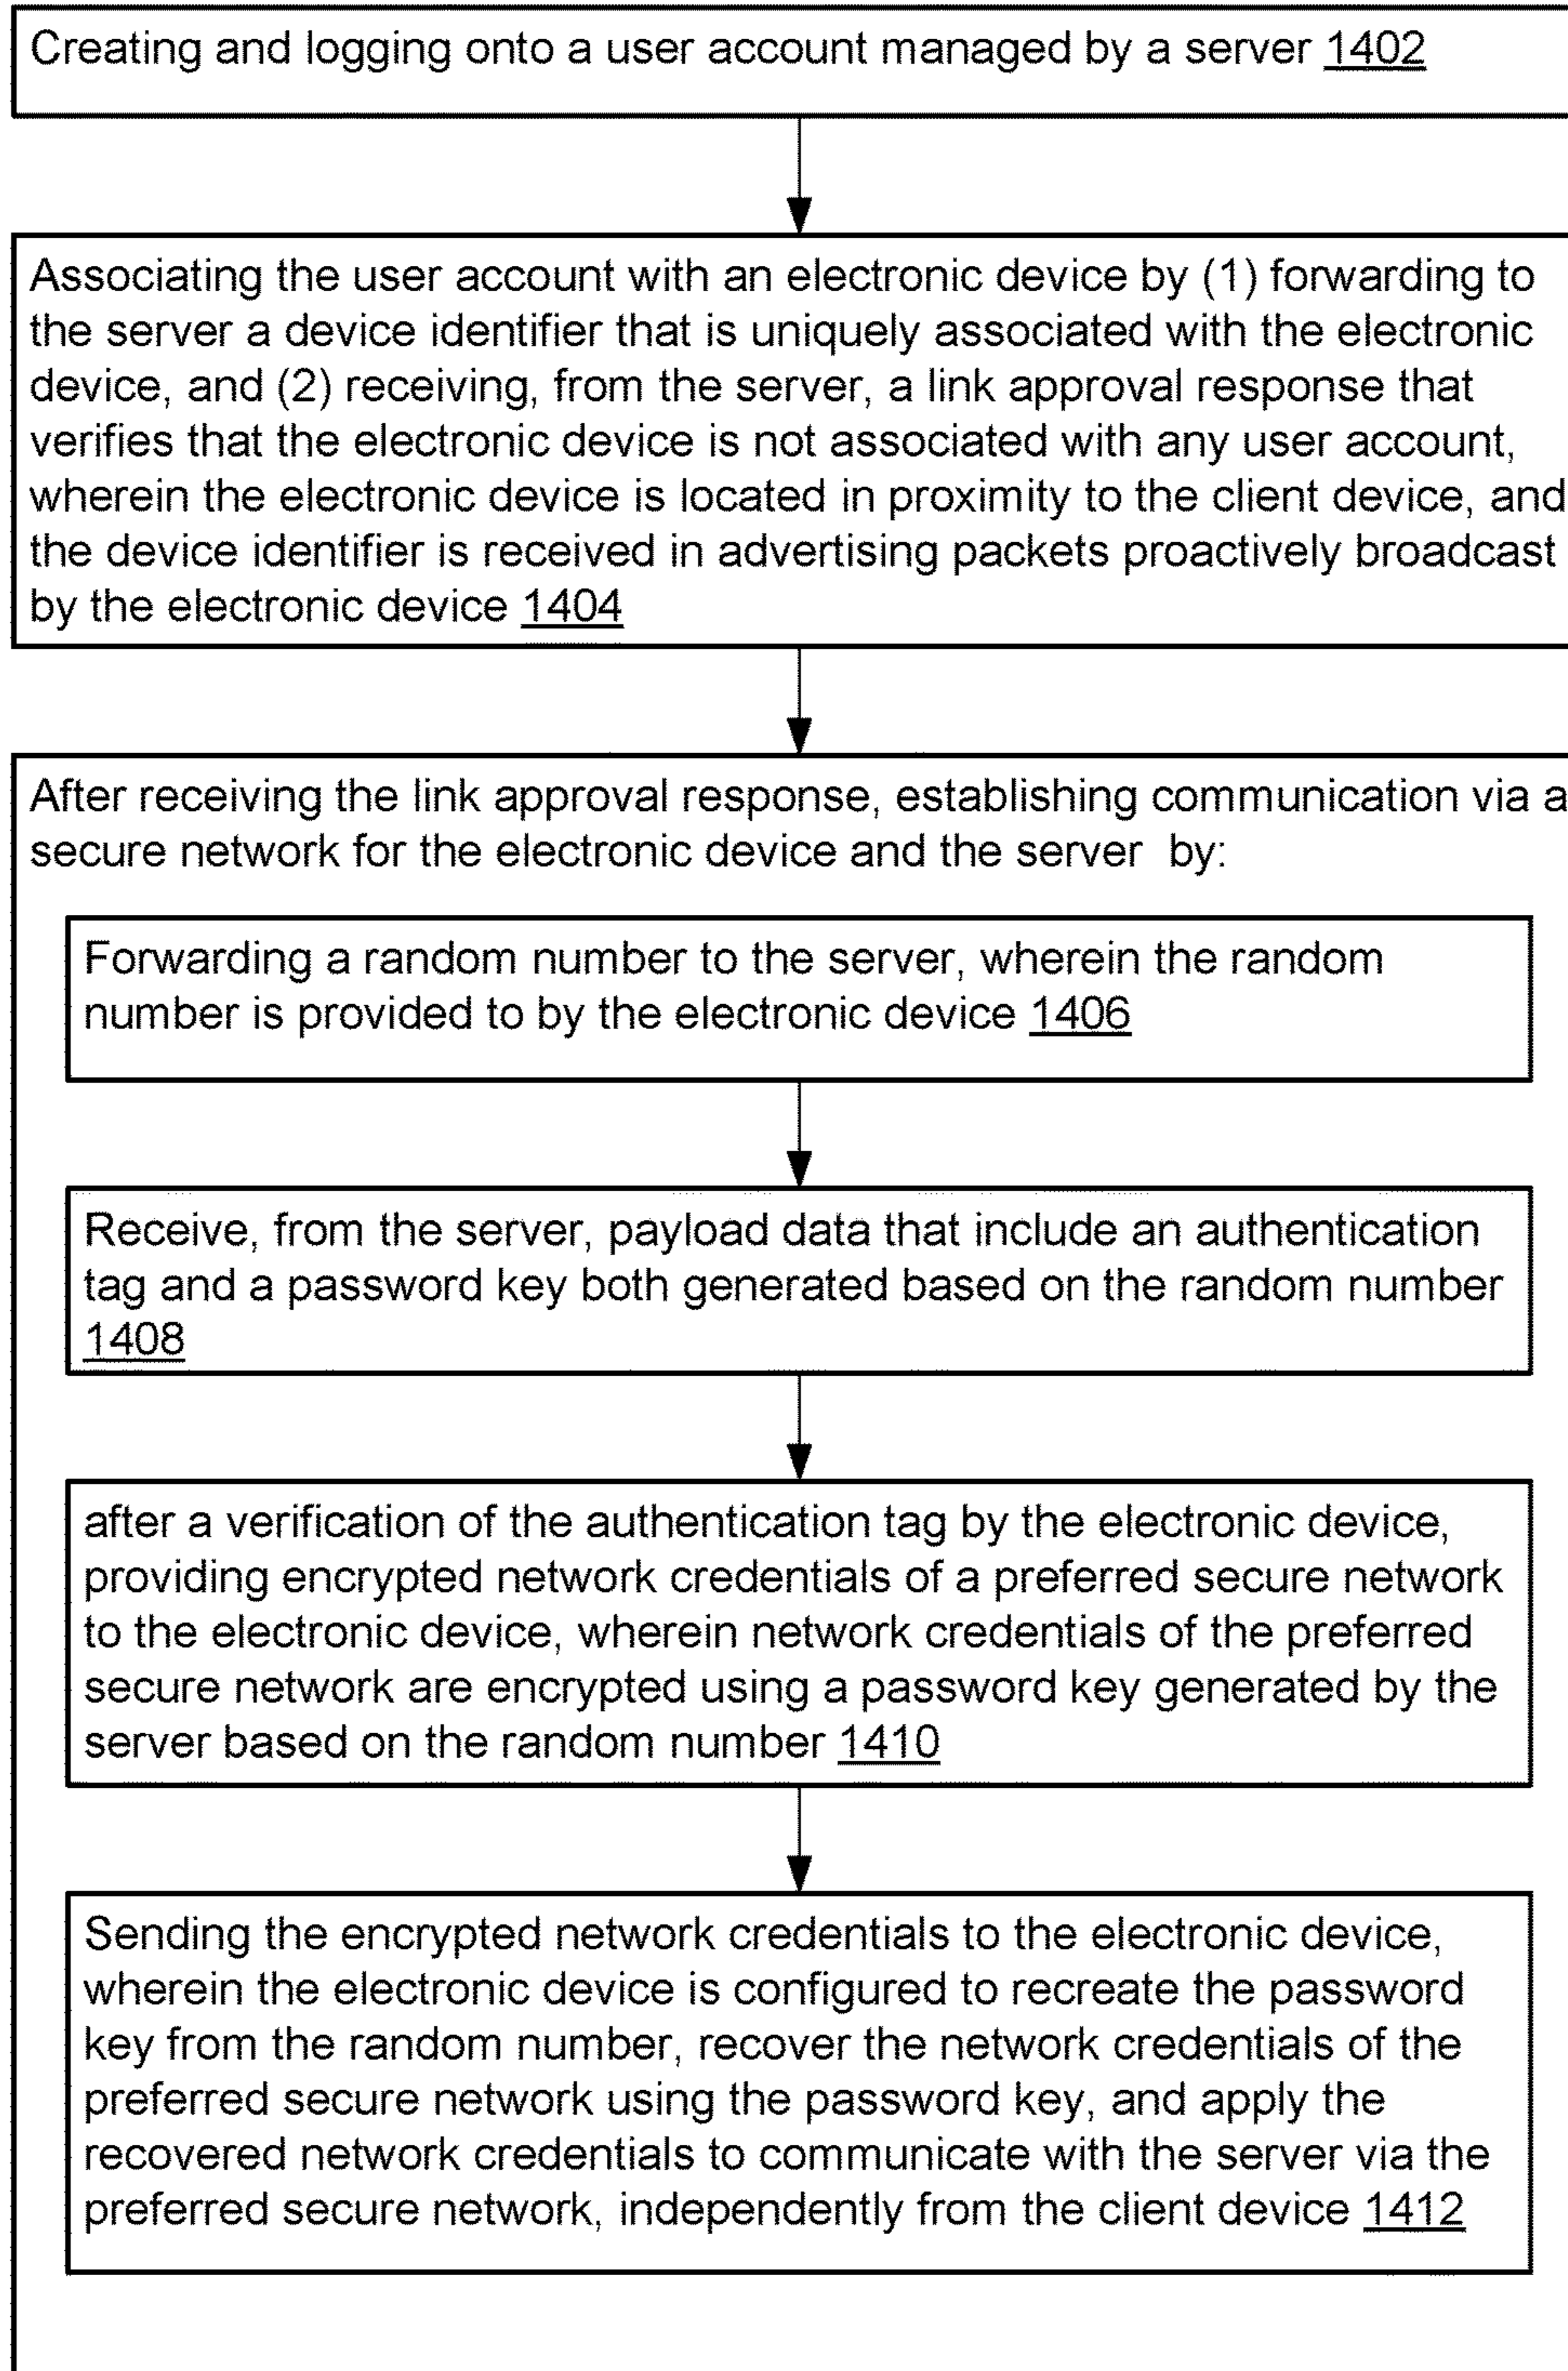 Creating and logging onto a user account managed by a server 1402
Associating the user account with an electronic device by (1) forwarding to
the server a device identifier that is uniquely associated with the electronic
device, and (2) receiving, from the server, a link approval response that
verifies that the electronic device is not associated with any user account,
wherein the electronic device is located in proximity to the client device, and
the device identifier is received in advertising packets proactively broadcast
by the electronic device 1404
After receiving the link approval response, establishing communication via a
secure network for the electronic device and the server by:
Forwarding a random number to the server, wherein the random
number is provided to by the electronic device 1406
Receive, from the server, payload data that include an authentication
tag and a password key both generated based on the random number
1408
after a verification of the authentication tag by the electronic device,
providing encrypted network credentials of a preferred secure network
to the electronic device, wherein network credentials of the preferred
secure network are encrypted using a password key generated by the
server based on the random number 1410
Sending the encrypted network credentials to the electronic device,
wherein the electronic device is configured to recreate the password
key from the random number, recover the network credentials of the
preferred secure network using the password key, and apply the
recovered network credentials to communicate with the server via the
preferred secure network, independently from the client device 1412